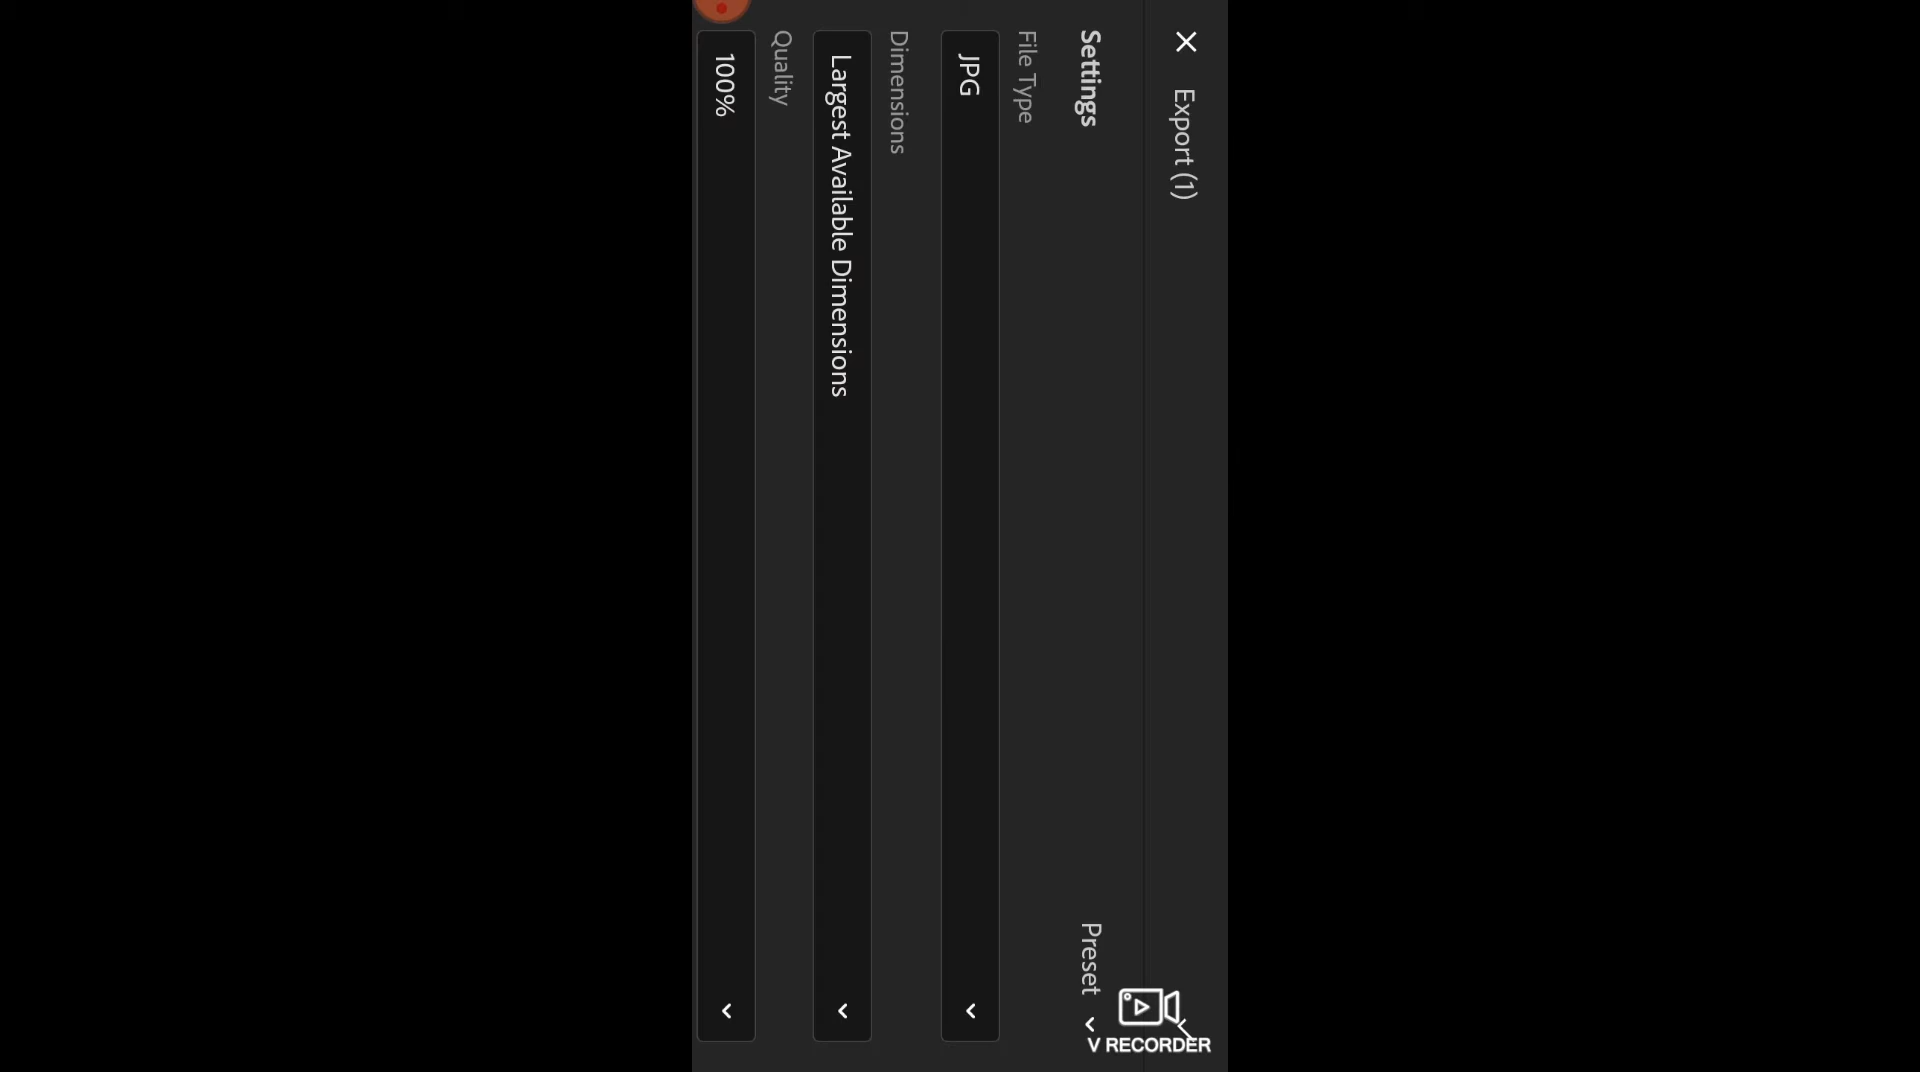 Export (1)
Settings
Preset
File Type
JPG
Dimensions
Largest Available Dimensions
Quality
100%
V RECORDER